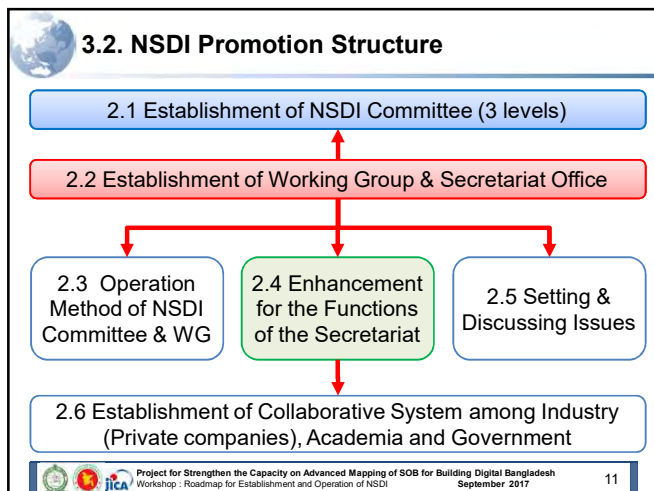 3.2. NSDI Promotion Structure
2.1 Establishment of NSDI Committee (3 levels)
2.2 Establishment of Working Group & Secretariat Office
2.3 Operation
Method of NSDI
Committee & WG
2.4 Enhancement
for the Functions
of the Secretariat
2.5 Setting &
Discussing Issues
2.6 Establishment of Collaborative System among Industry
(Private companies), Academia and Government
jICA
Project for Strengthen the Capacity on Advanced Mapping of SOB for Building Digital Bangladesh
Workshop : Roadmap for Establishment and Operation of NSDI September 2017
11